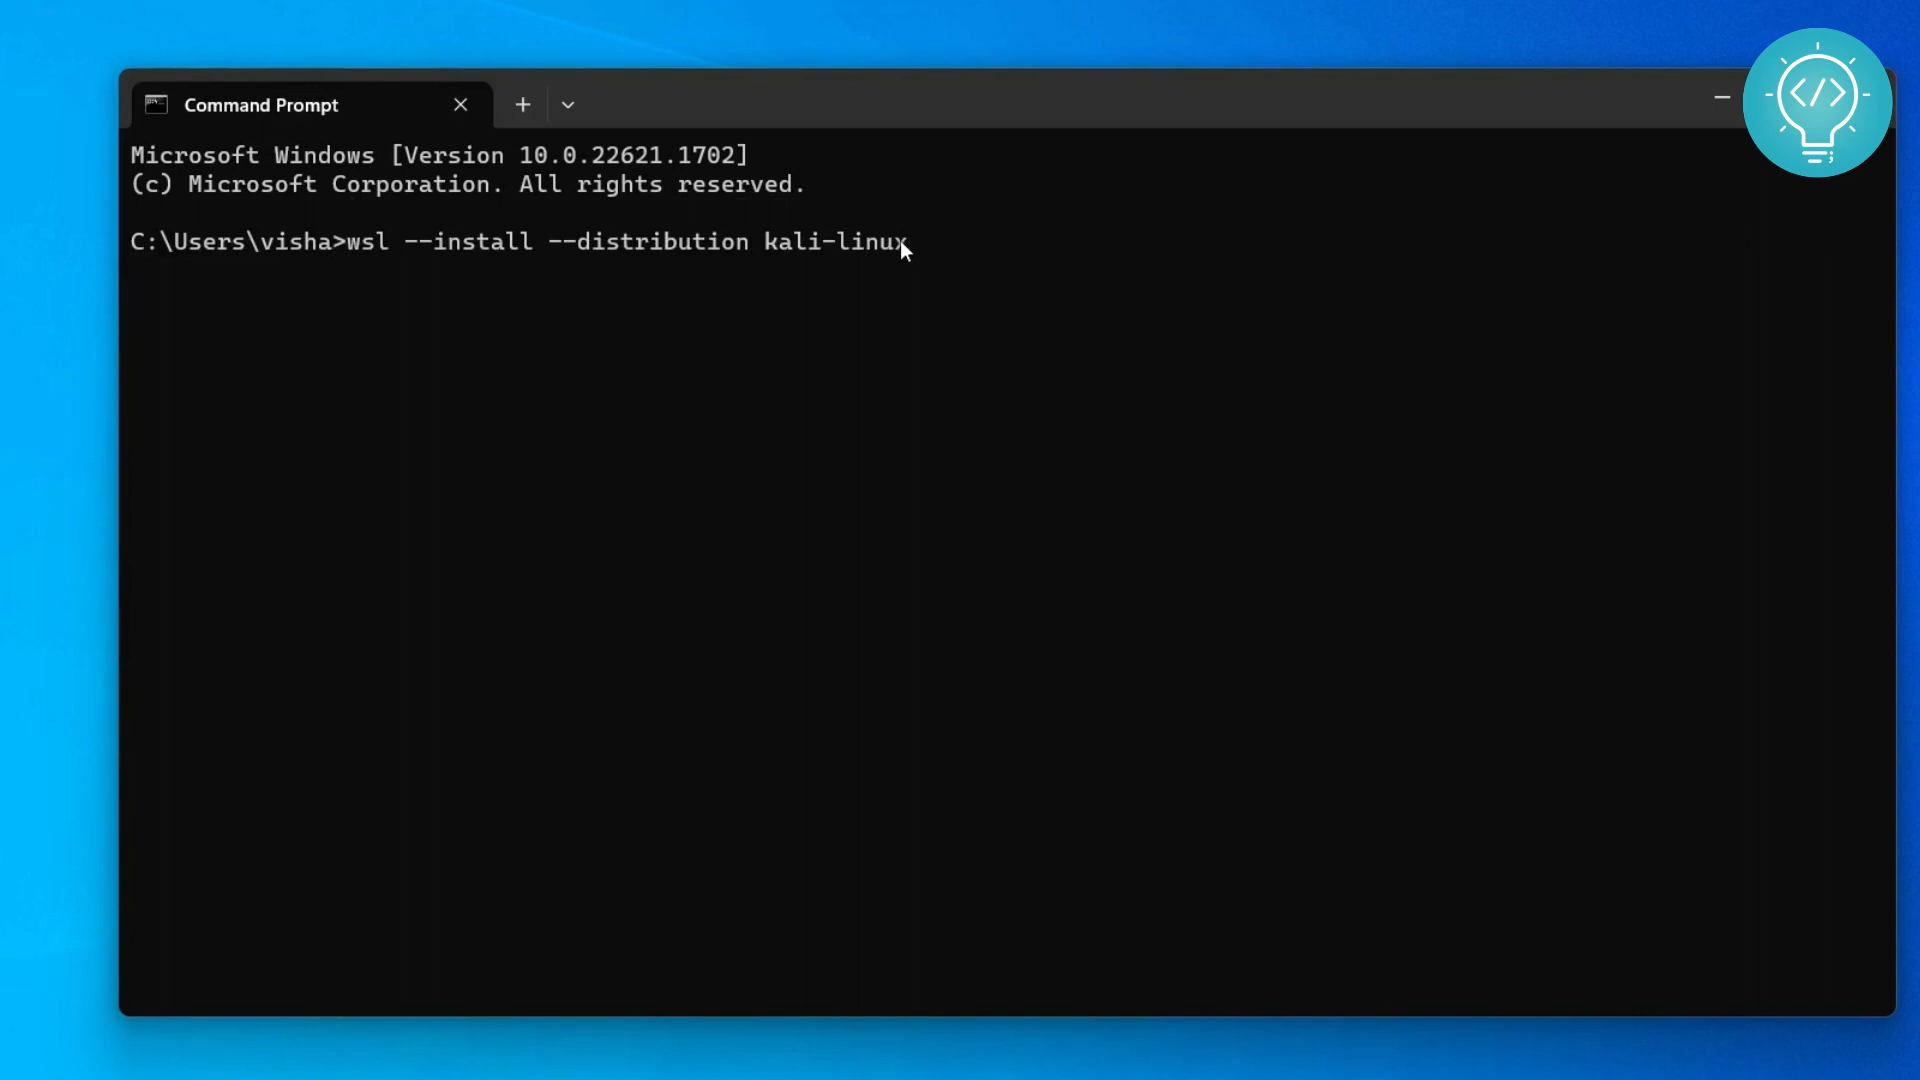 Command Prompt
Microsoft Windows [Version 10.0.22621.1702]
(c) Microsoft Corporation. All rights reserved.
C:\Users\visha>wsl --install --distribution kali-linux